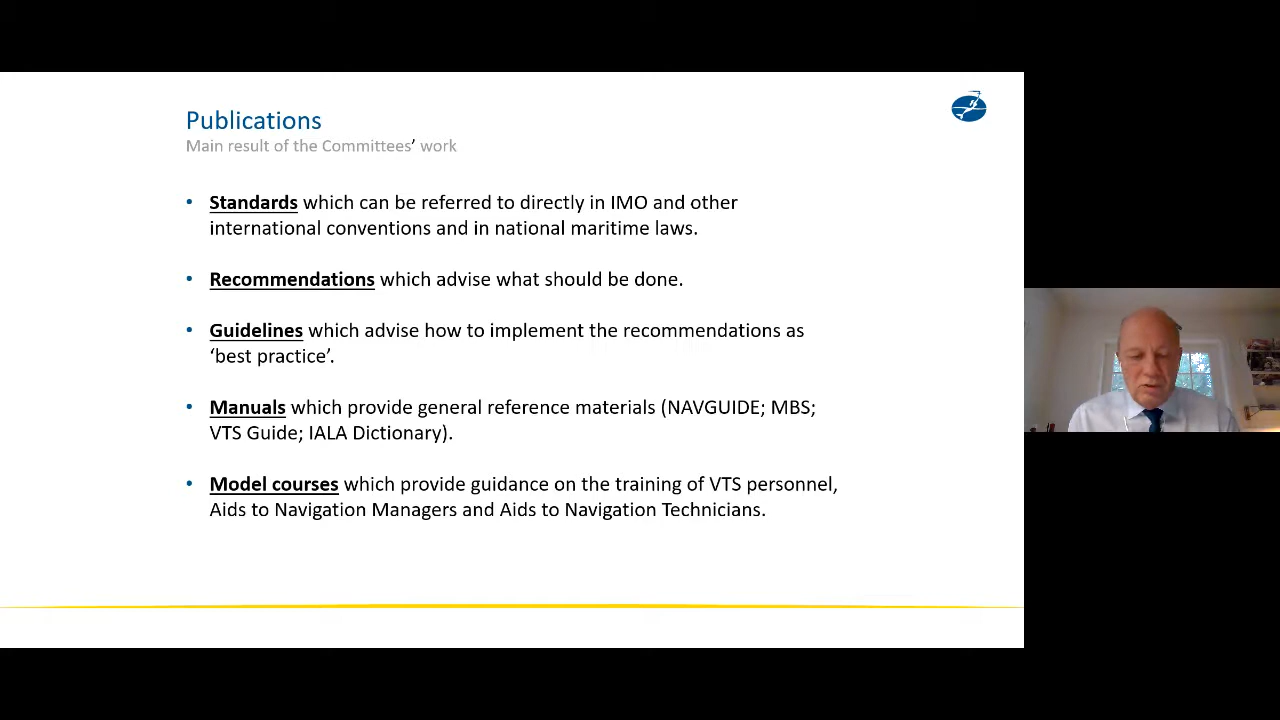 Publications
Main result of the Committees’ work
• Standards which can be referred to directly in IMO and other
international conventions and in national maritime laws.
• Recommendations which advise what should be done.
• Guidelines which advise how to implement the recommendations as
‘best practice’.
• Manuals which provide general reference materials (NAVGUIDE; MBS;
VTS Guide; IALA Dictionary).
• Model courses which provide guidance on the training of VTS personnel,
Aids to Navigation Managers and Aids to Navigation Technicians.